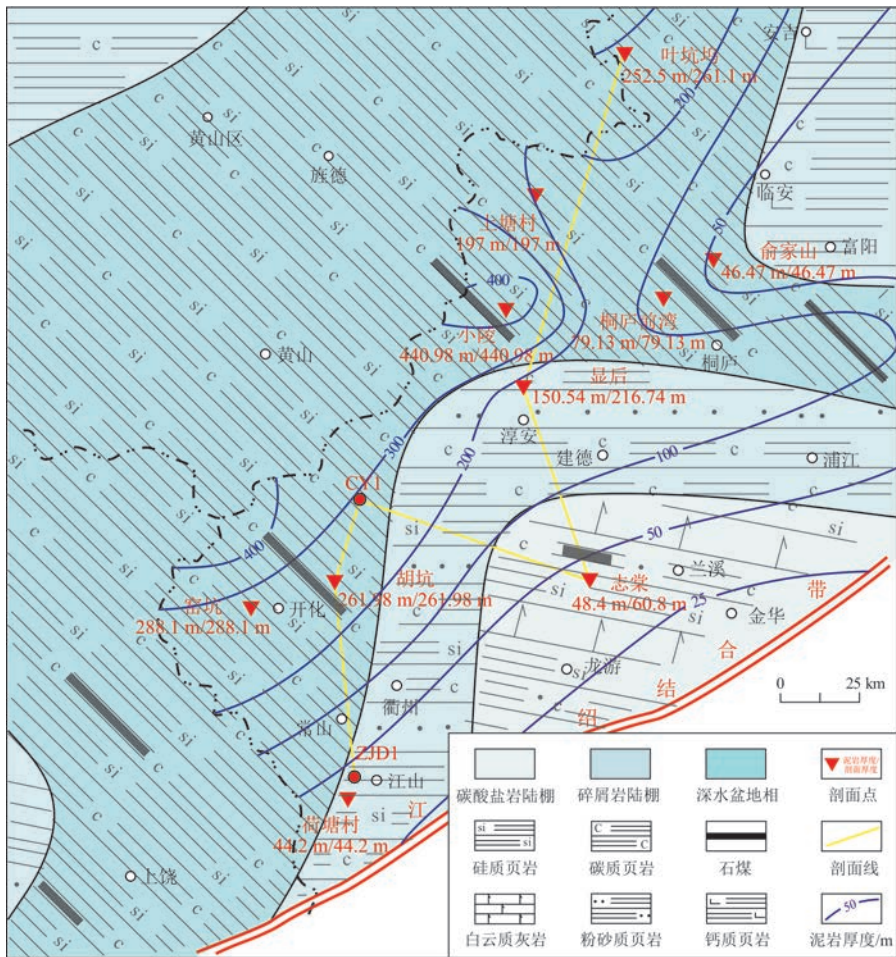 安吉
叶坑坞
252.5 m/261.1 m
200
黄山区
旌德
临安
50
上塘村
197 m/197 m
俞家山
46.47 m/46.47 m
富阳
400
小陵
440.98 m/440.98 m
桐庐前湾
79.13 m/79.13 m
桐庐
黄山
显后
150.54 m/216.74 m
淳安
300
200
建德
100
浦江
CY1
400
50
胡坑
261.98 m/261.98 m
志棠
48.4 m/60.8 m
兰溪
25
带
窑坑
288.1 m/288.1 m
开化
金华
合
龙游
结
衢州
绍
常山
ZJD1
江山
江
荷塘村
44.2 m/44.2 m
上饶
0 25 km
泥岩厚度/
剖面厚度
碳酸盐岩陆棚 碎屑岩陆棚 深水盆地相 剖面点
si C
si C
硅质页岩 碳质页岩 石煤 剖面线
50
白云质灰岩 粉砂质页岩 钙质页岩 泥岩厚度/m